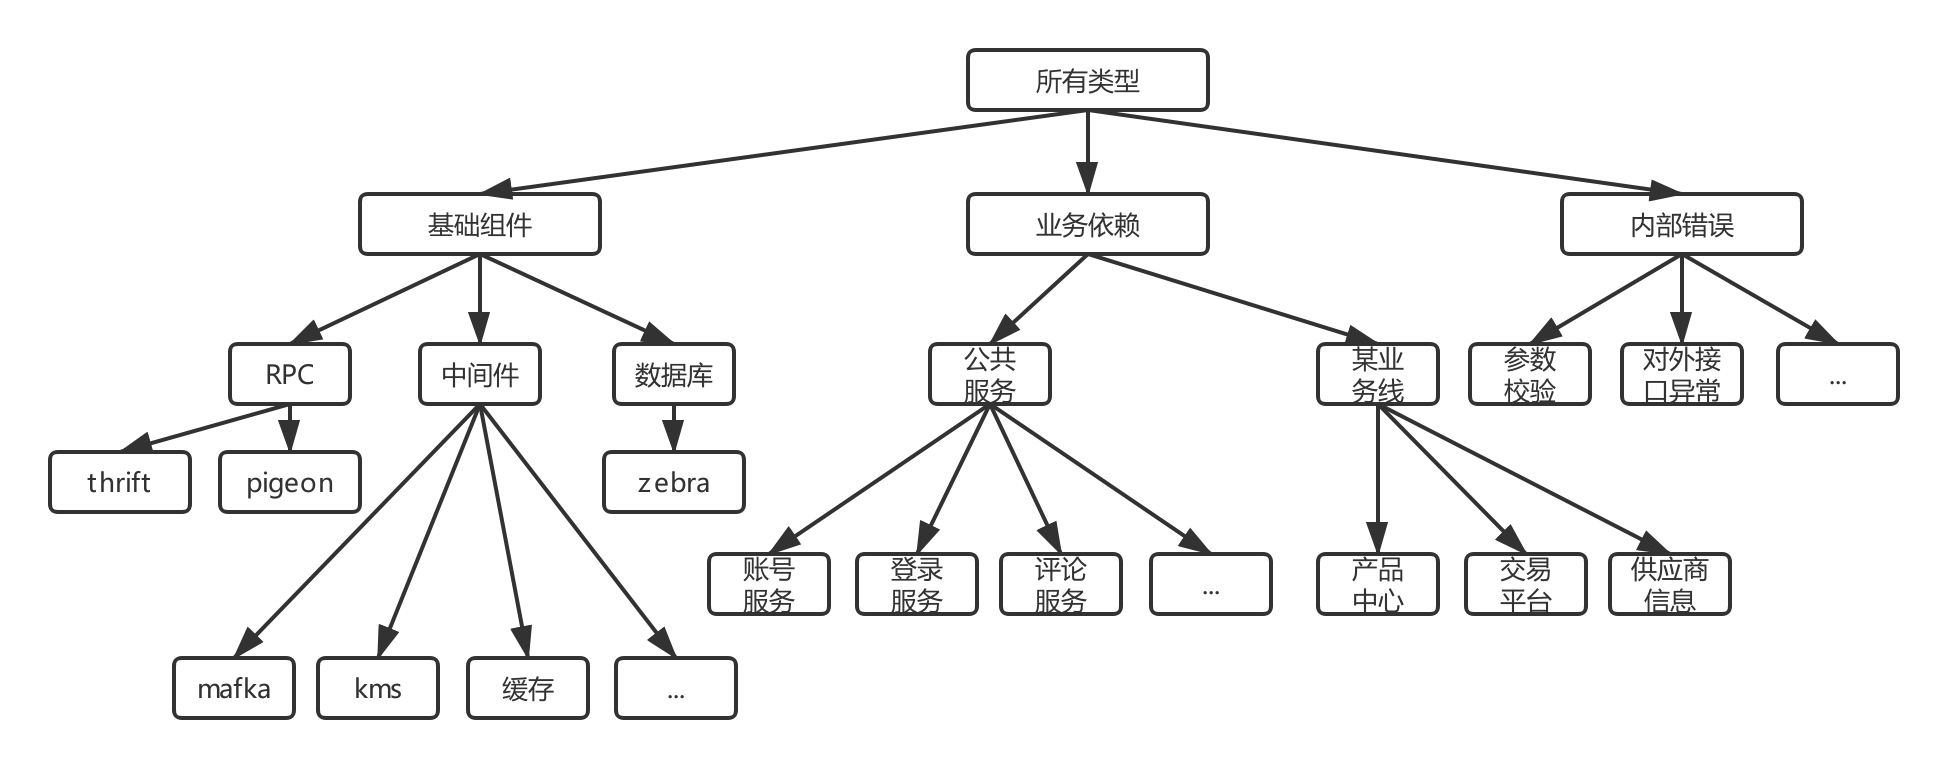 所有类型
基础组件
业务依赖
内部错误
RPC
中间件
数据库
公共
服务
某业
务线
参数
校验
对外接
口异常
...
thrift
pigeon
zebra
账号
服务
登录
服务
评论
服务
...
产品
中心
交易
平台
供应商
信息
mafka
kms
缓存
...